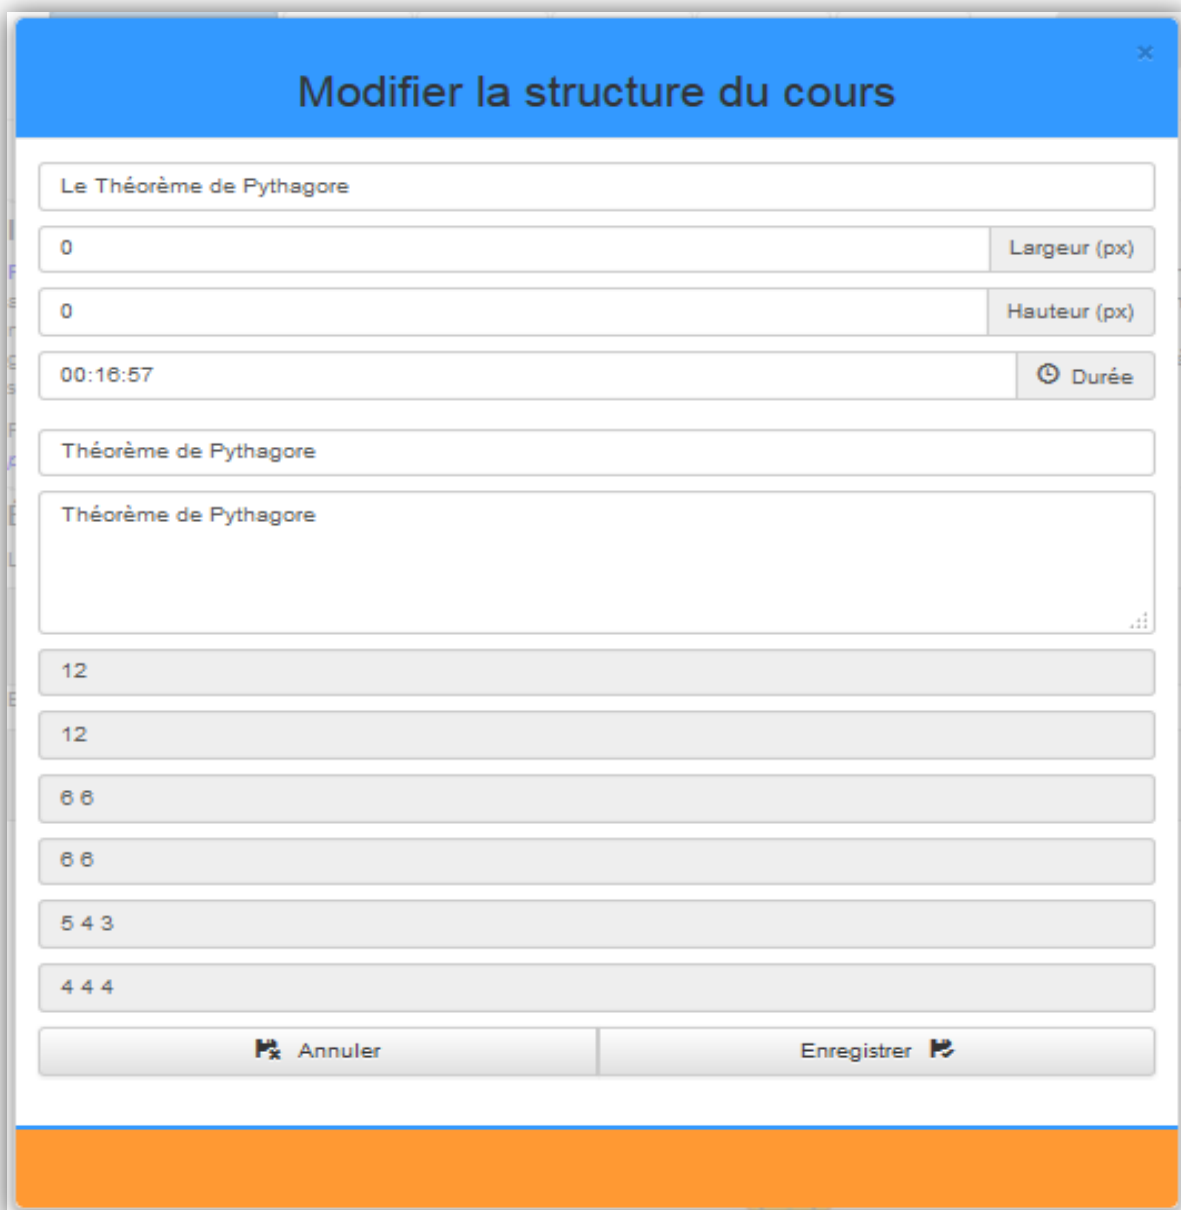 ×
Modifier la structure du cours
Le Théorème de Pythagore
0 Largeur (px)
0 Hauteur (px)
00:16:57 Durée
Théorème de Pythagore
Théorème de Pythagore
12
12
6 6
6 6
5 4 3
4 4 4
Annuler Enregistrer